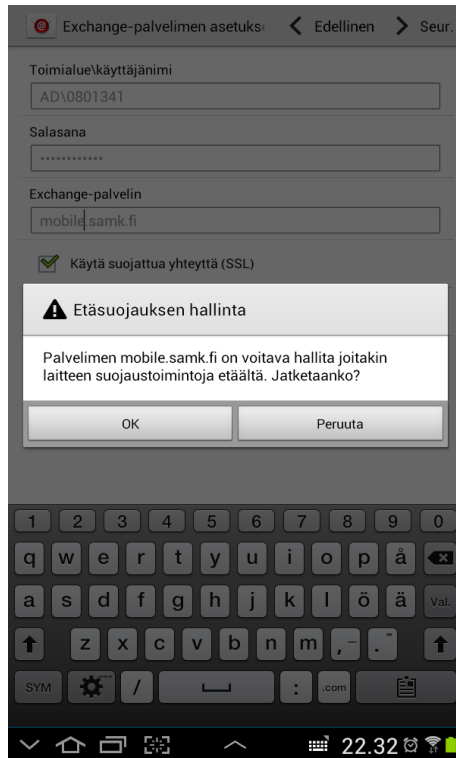 Exchange-palvelimen asetukse
Edellinen
Seur.
Toimialue\käyttäjänimi
AD\0801341
Salasana
••••••••••••
Exchange-palvelin
mobile.samk.fi
Käytä suojattua yhteyttä (SSL)
Etäsuojauksen hallinta
Palvelimen mobile.samk.fi on voitava hallita joitakin
laitteen suojaustoimintoja etäältä. Jatketaanko?
OK Peruuta
1 2 3 4 5 6 7 8 9 0
q w e r t y u i o p å
a s d f g h j k l ö ä Val.
z x c v b n m , - . ¯
SYM / : .com
22.32